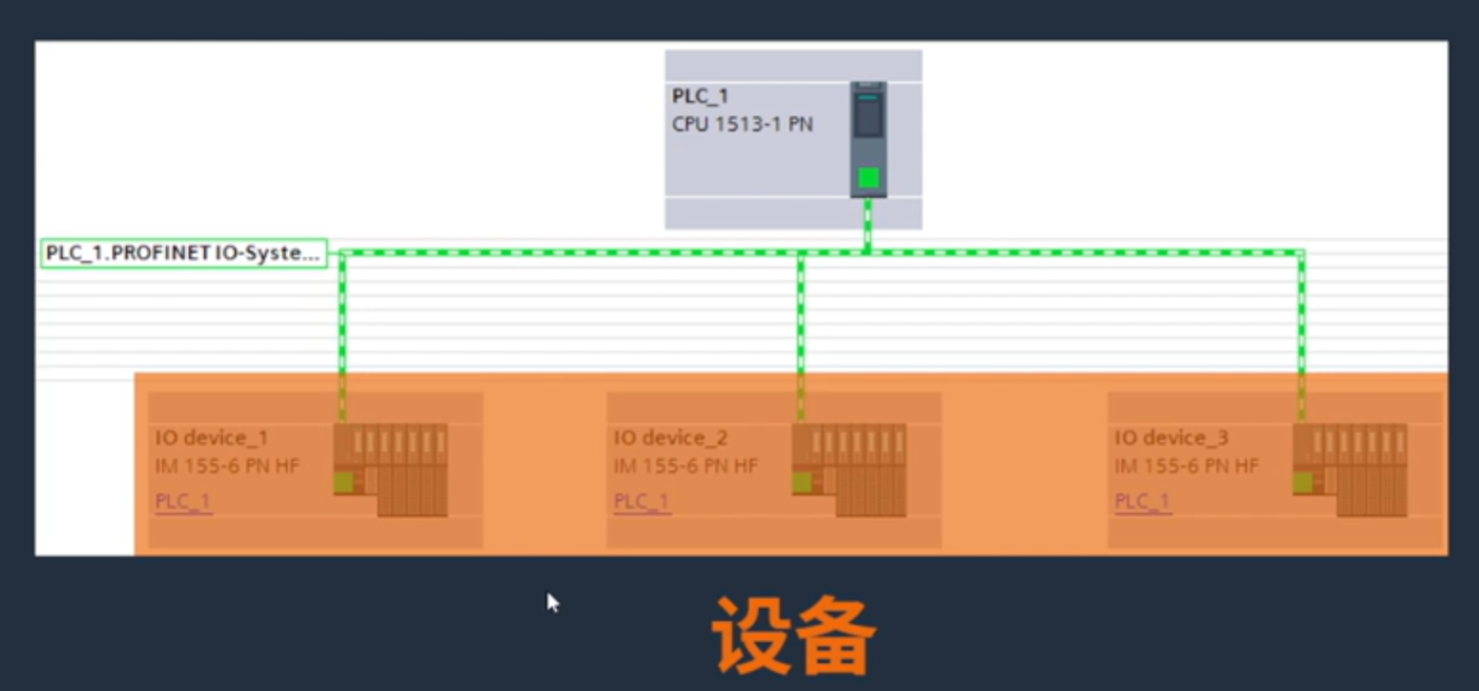 PLC_1
CPU 1513-1 PN
PLC_1.PROFINET IO-Syste...
IO device_1
IM 155-6 PN HF
PLC_1
IO device_2
IM 155-6 PN HF
PLC_1
IO device_3
IM 155-6 PN HF
PLC_1
设备